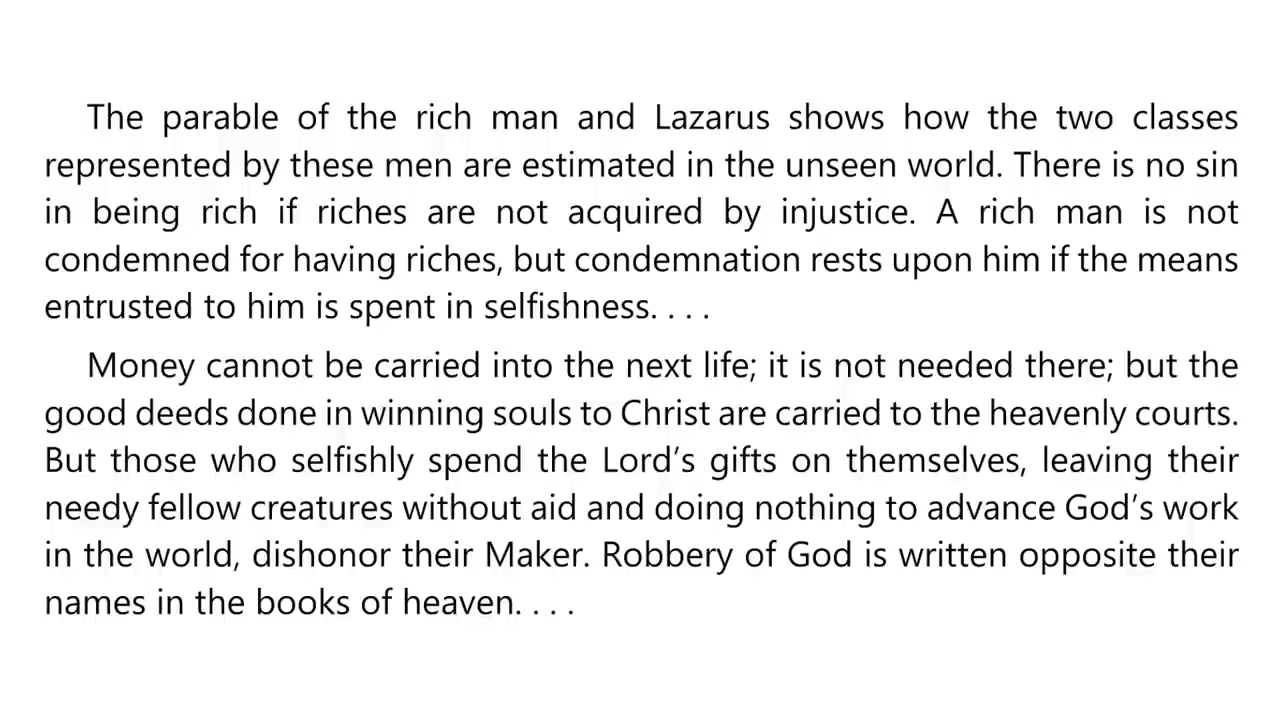 The parable of the rich man and Lazarus shows how the two classes
represented by these men are estimated in the unseen world. There is no sin
in being rich if riches are not acquired by injustice. A rich man is not
condemned for having riches, but condemnation rests upon him if the means
entrusted to him is spent in selfishness. . . .
Money cannot be carried into the next life; it is not needed there; but the
good deeds done in winning souls to Christ are carried to the heavenly courts.
But those who selfishly spend the Lord’s gifts on themselves, leaving their
needy fellow creatures without aid and doing nothing to advance God’s work
in the world, dishonor their Maker. Robbery of God is written opposite their
names in the books of heaven. . . .